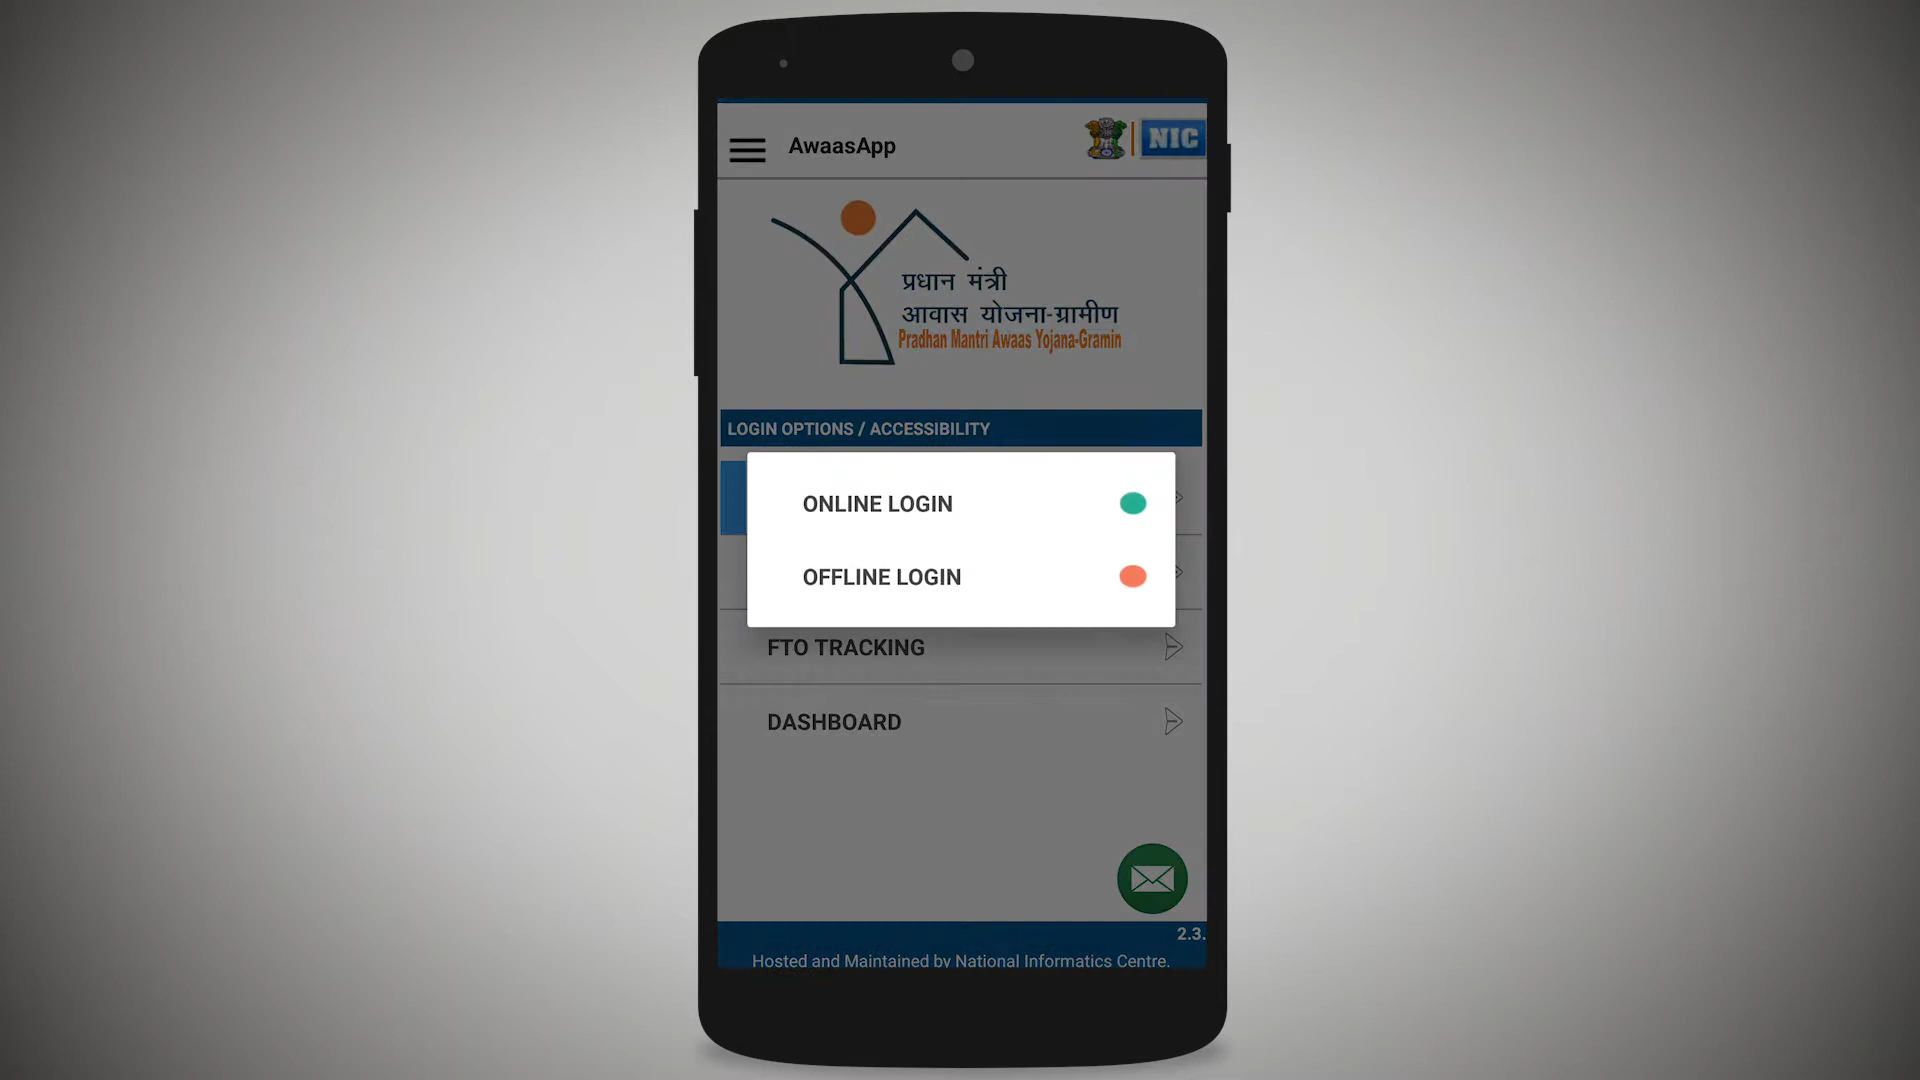 AwaasApp
NIC
प्रधान मंत्री
आवास योजना-ग्रामीण
Pradhan Mantri Awaas Yojana-Gramin
LOGIN OPTIONS / ACCESSIBILITY
ONLINE LOGIN
OFFLINE LOGIN
FTO TRACKING
DASHBOARD
2.3.
Hosted and Maintained by National Informatics Centre.